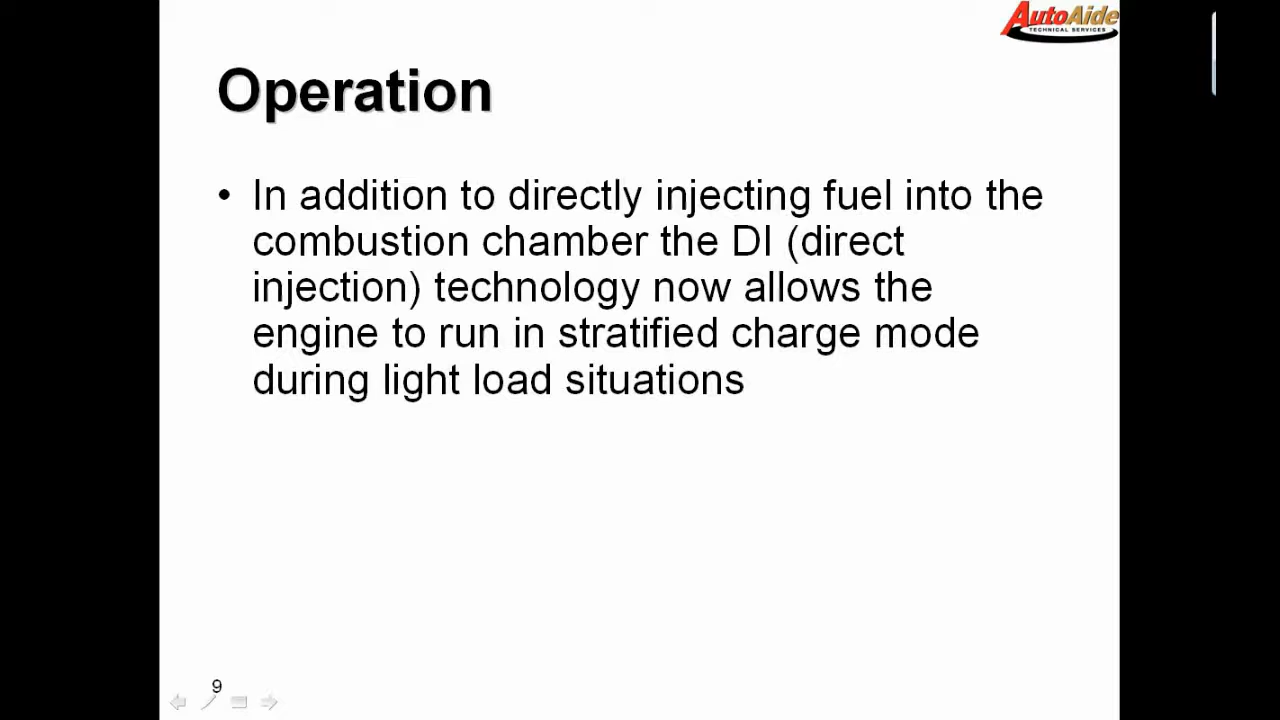 AutoAide
TECHNICAL SERVICES
Operation
• In addition to directly injecting fuel into the
combustion chamber the DI (direct
injection) technology now allows the
engine to run in stratified charge mode
during light load situations
9